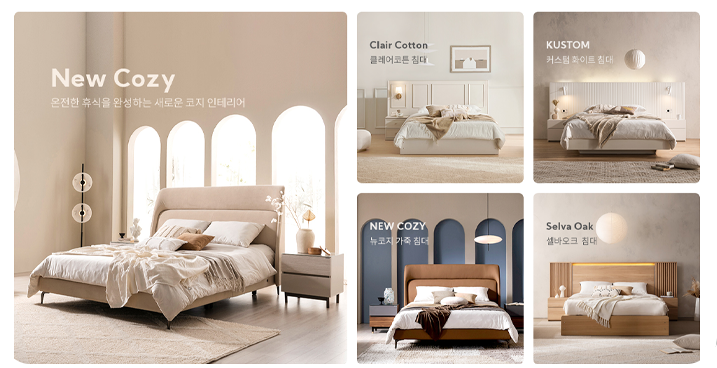 New Cozy
온전한 휴식을 완성하는 새로운 코지 인테리어
Clair Cotton
클레어코튼 침대
KUSTOM
커스텀 화이트 침대
NEW COZY
뉴코지 가죽 침대
Selva Oak
셀바오크 침대